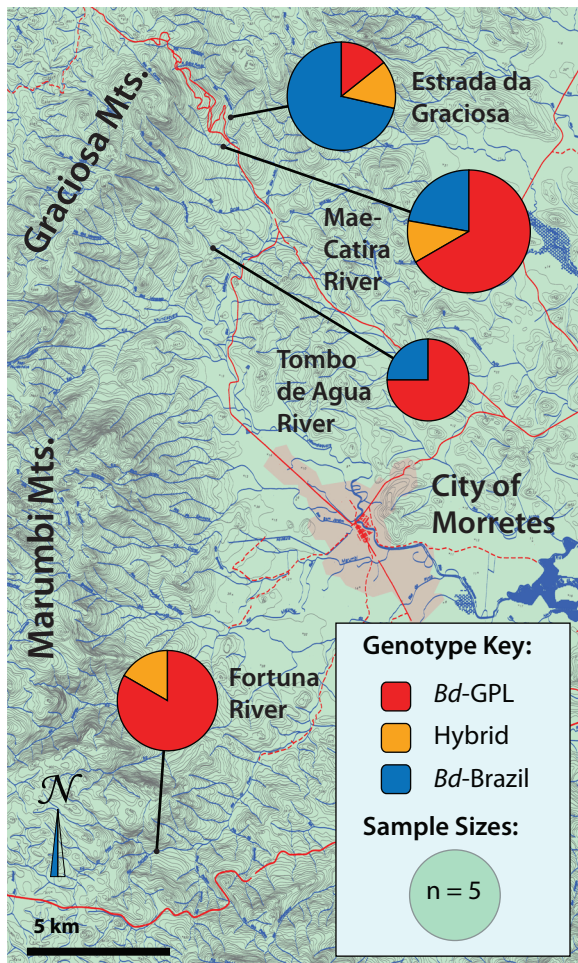 Graciosa Mts.
Estrada da
Graciosa
Mae-
Catira
River
Tombo
de Agua
River
Marumbi Mts.
City of
Morretes
Fortuna
River
Genotype Key:
Bd-GPL
Hybrid
Bd-Brazil
Sample Sizes:
n = 5
N
5 km